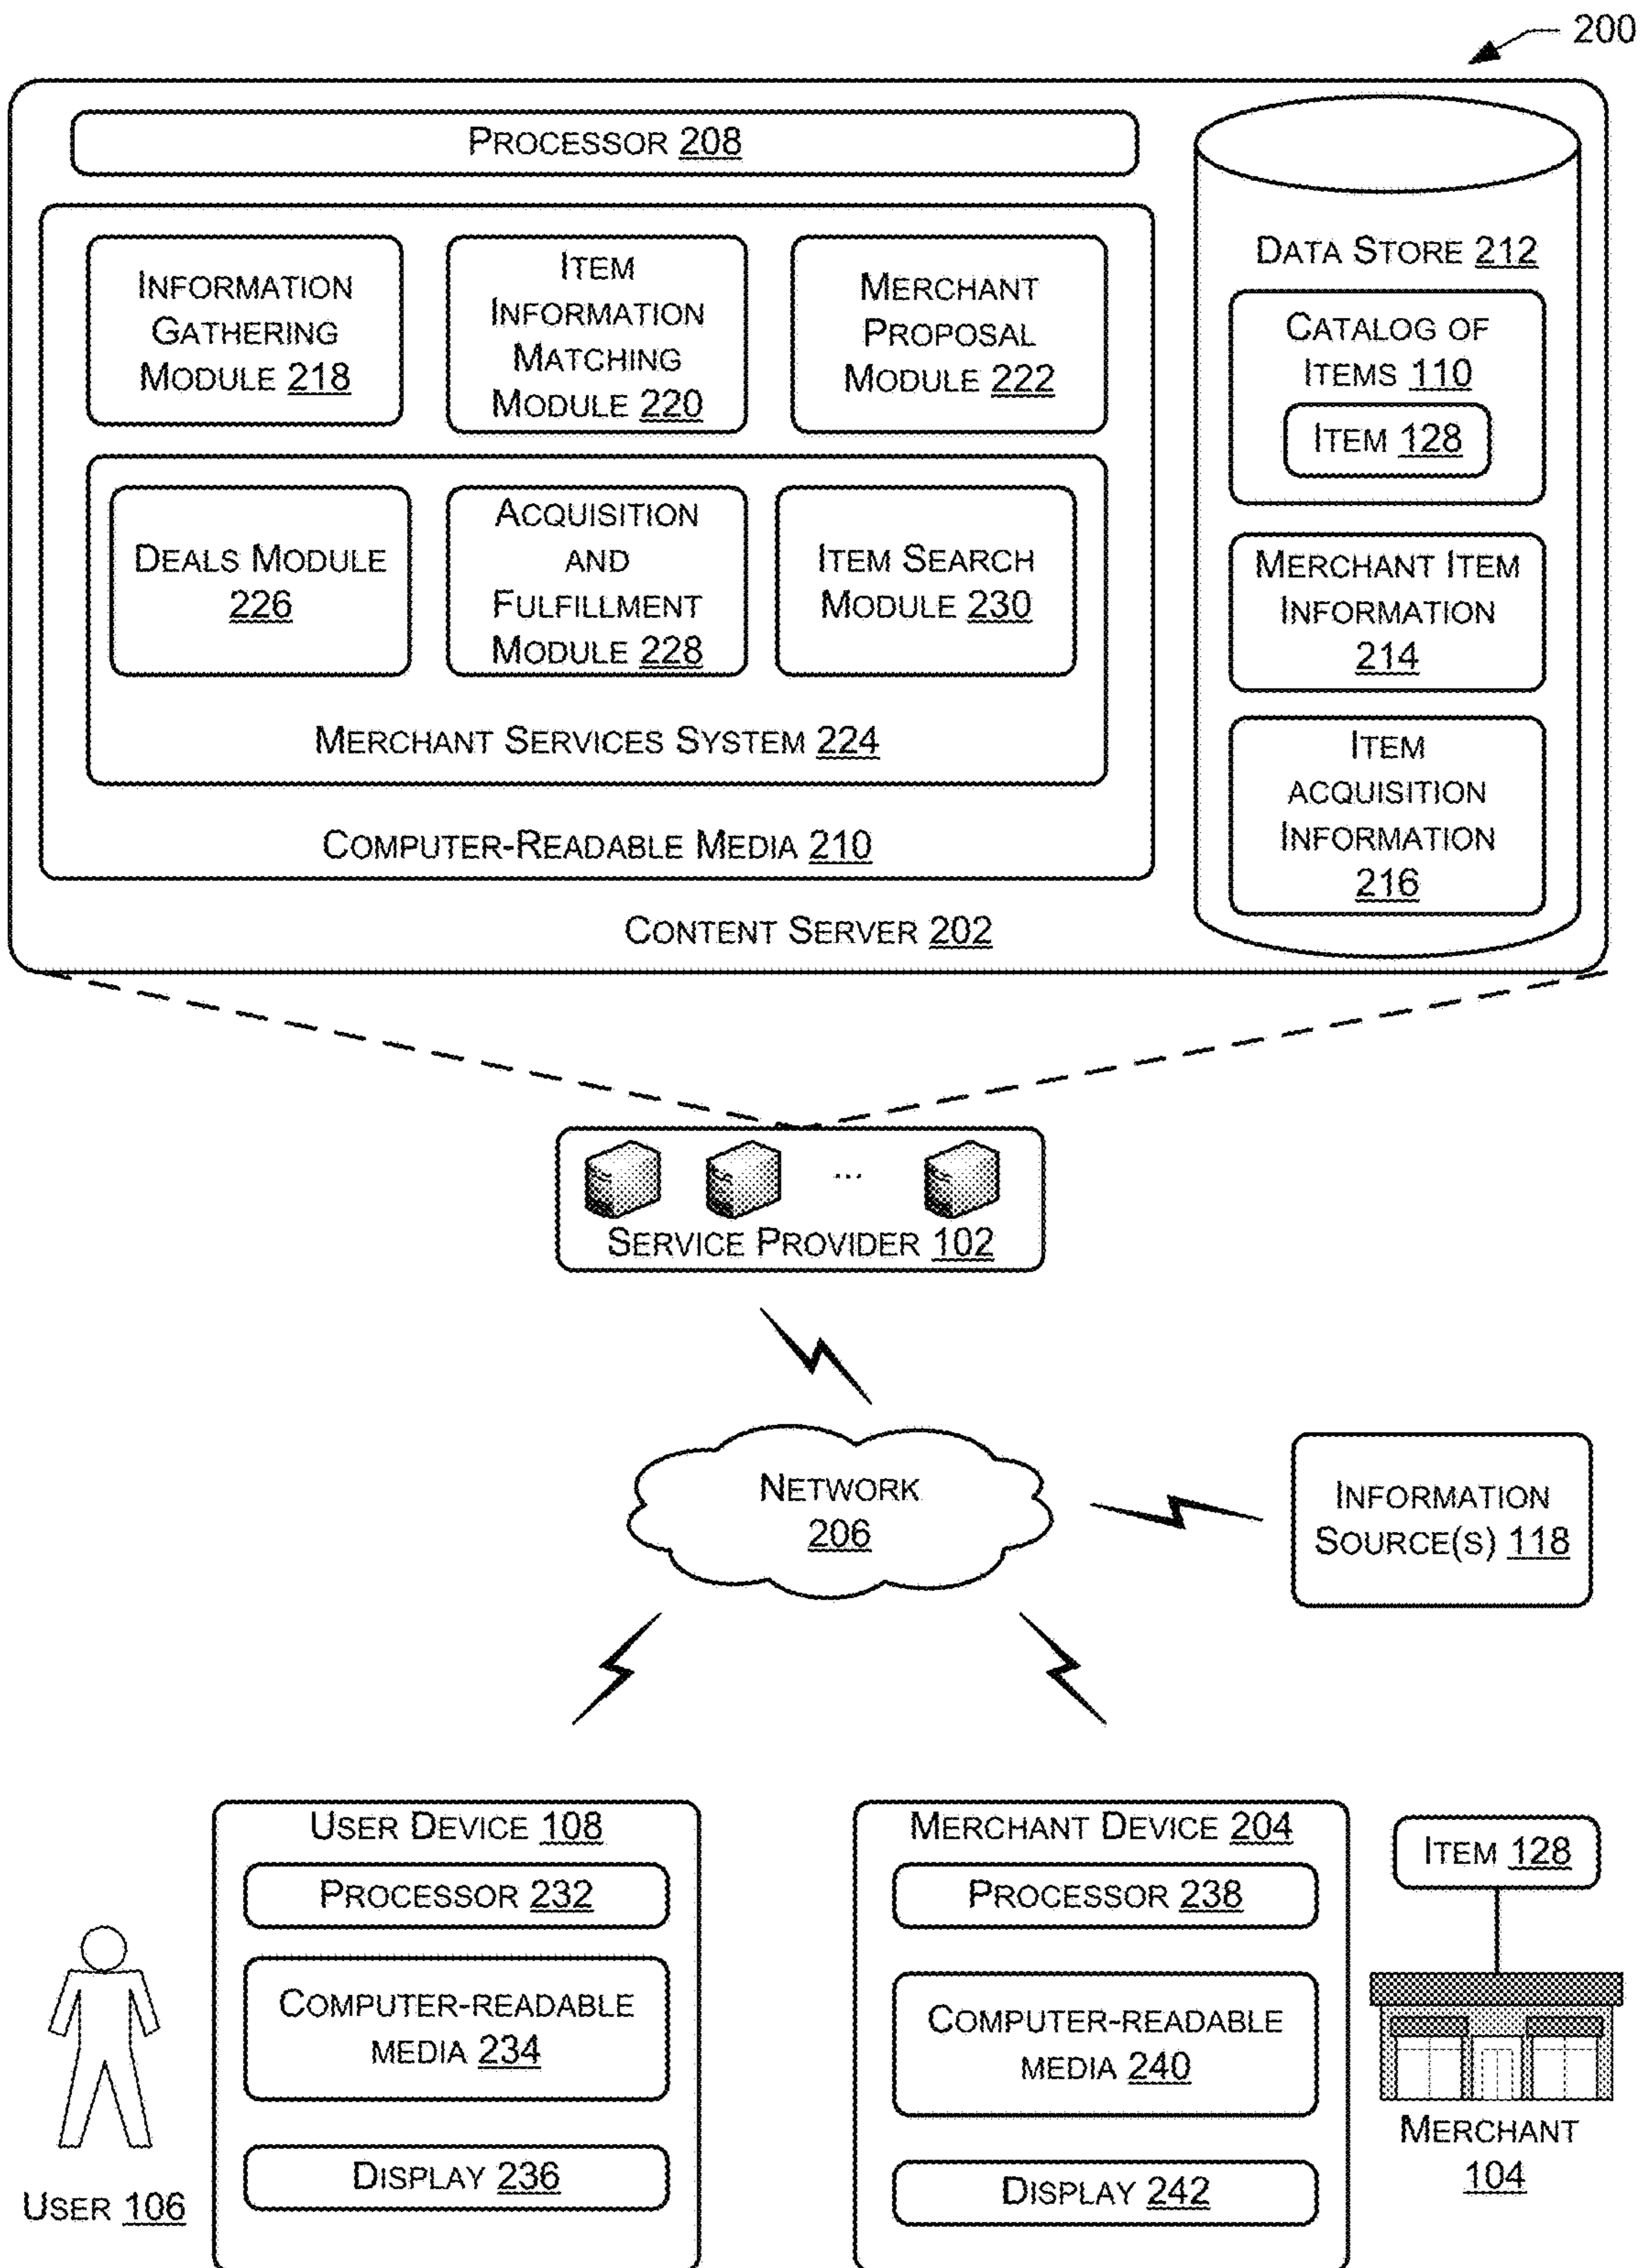 200
PROCESSOR 208
INFORMATION
GATHERING
MODULE 218
ITEM
INFORMATION
MATCHING
MODULE 220
MERCHANT
PROPOSAL
MODULE 222
DEALS MODULE
226
ACQUISITION
AND
FULFILLMENT
MODULE 228
ITEM SEARCH
MODULE 230
MERCHANT SERVICES SYSTEM 224
COMPUTER-READABLE MEDIA 210
CONTENT SERVER 202
DATA STORE 212
CATALOG OF
ITEMS 110
ITEM 128
MERCHANT ITEM
INFORMATION
214
ITEM
ACQUISITION
INFORMATION
216
...
SERVICE PROVIDER 102
NETWORK
206
INFORMATION
SOURCE(S) 118
USER DEVICE 108
PROCESSOR 232
COMPUTER-READABLE
MEDIA 234
DISPLAY 236
USER 106
MERCHANT DEVICE 204
PROCESSOR 238
COMPUTER-READABLE
MEDIA 240
DISPLAY 242
ITEM 128
MERCHANT
104